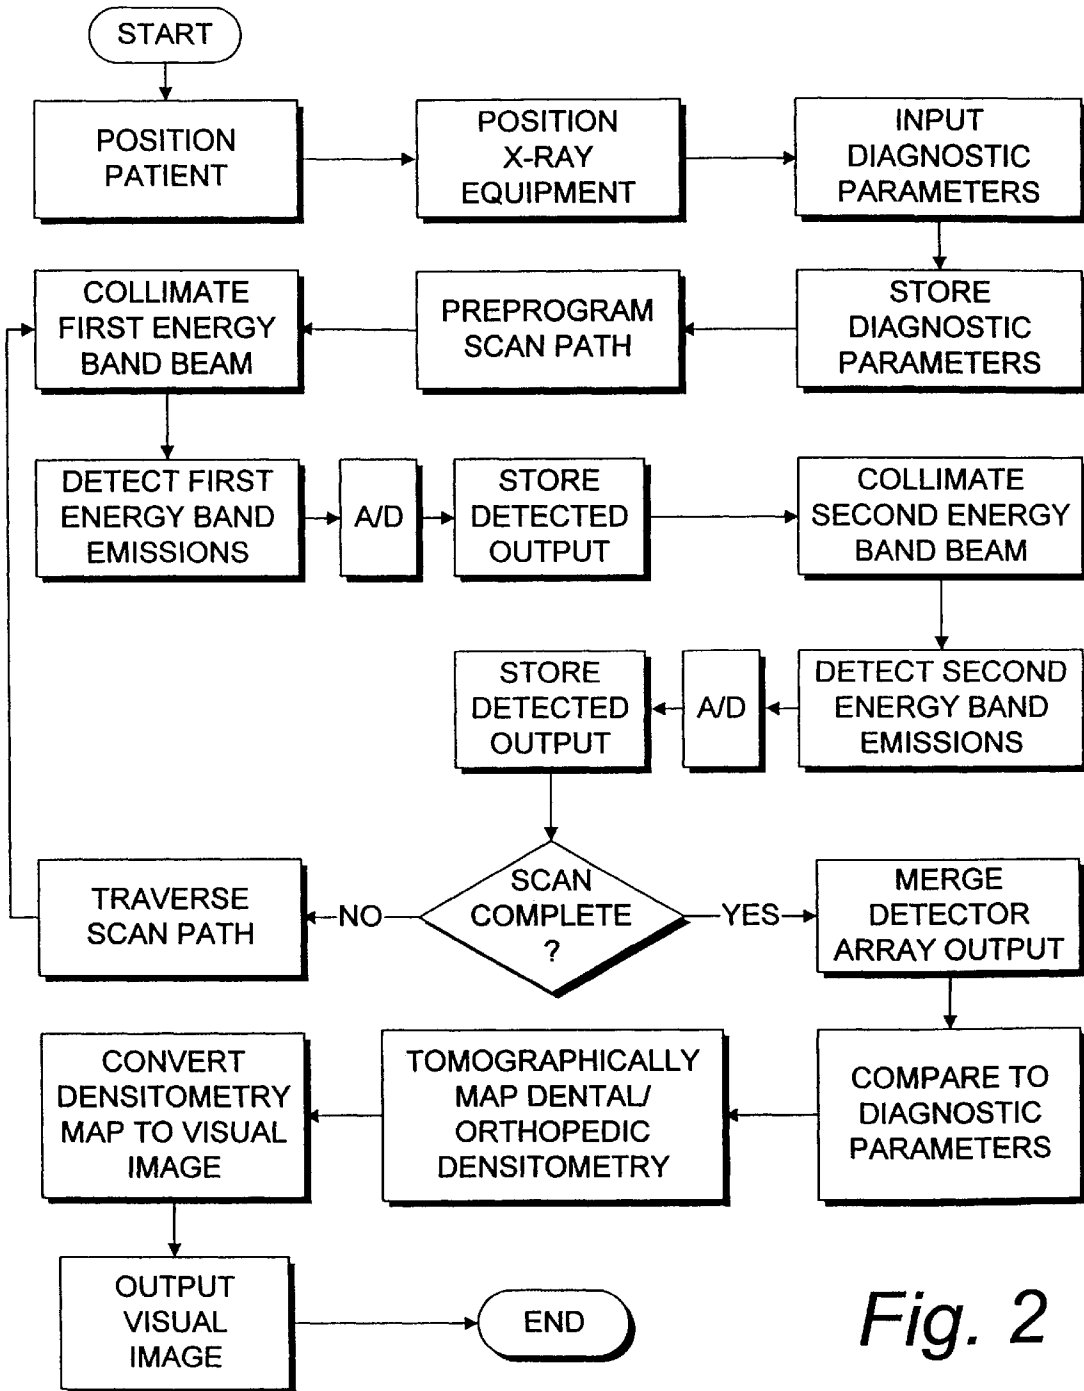 START
POSITION
PATIENT
POSITION
X-RAY
EQUIPMENT
INPUT
DIAGNOSTIC
PARAMETERS
STORE
DIAGNOSTIC
PARAMETERS
PREPROGRAM
SCAN PATH
COLLIMATE
FIRST ENERGY
BAND BEAM
DETECT FIRST
ENERGY BAND
EMISSIONS
A/D
STORE
DETECTED
OUTPUT
COLLIMATE
SECOND ENERGY
BAND BEAM
DETECT SECOND
ENERGY BAND
EMISSIONS
A/D
STORE
DETECTED
OUTPUT
SCAN
COMPLETE
?
NO
TRAVERSE
SCAN PATH
YES
MERGE
DETECTOR
ARRAY OUTPUT
COMPARE TO
DIAGNOSTIC
PARAMETERS
TOMOGRAPHICALLY
MAP DENTAL/
ORTHOPEDIC
DENSITOMETRY
CONVERT
DENSITOMETRY
MAP TO VISUAL
IMAGE
OUTPUT
VISUAL
IMAGE
END
Fig. 2